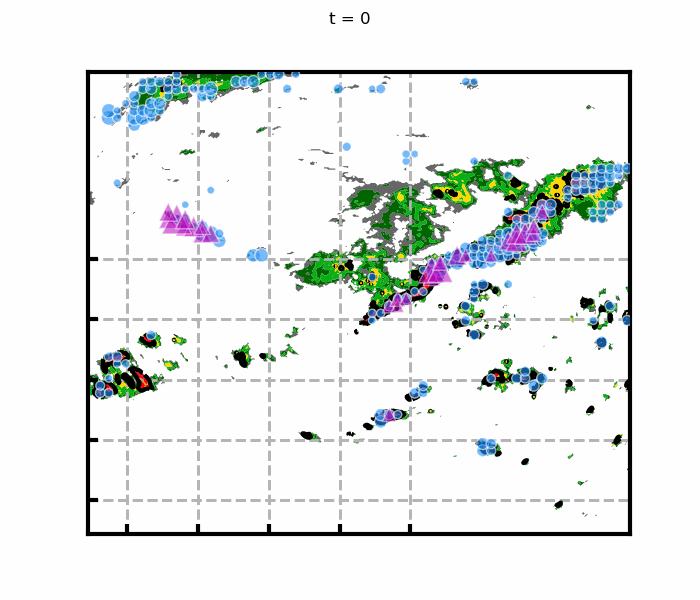 t = 0